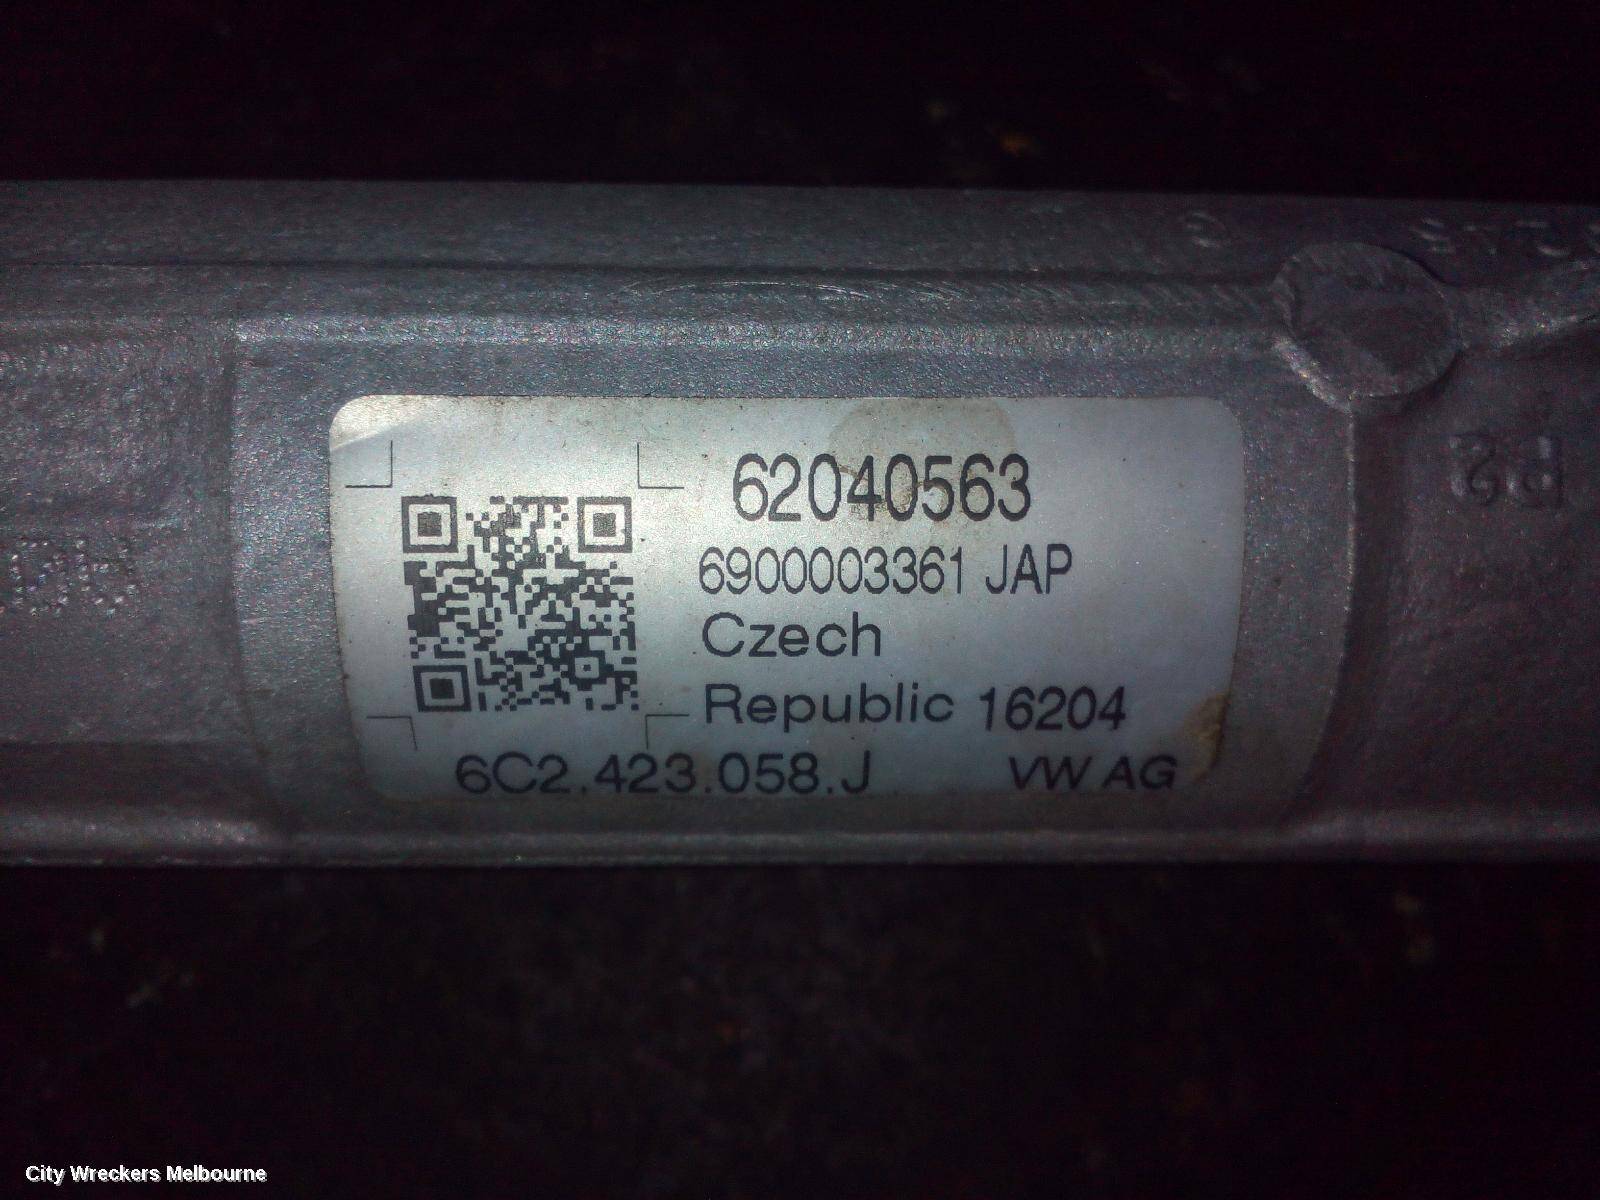 62040563
6900003361 JAP
Czech
Republic 16204
6C2.423.058.J VW AG
City Wreckers Melbourne